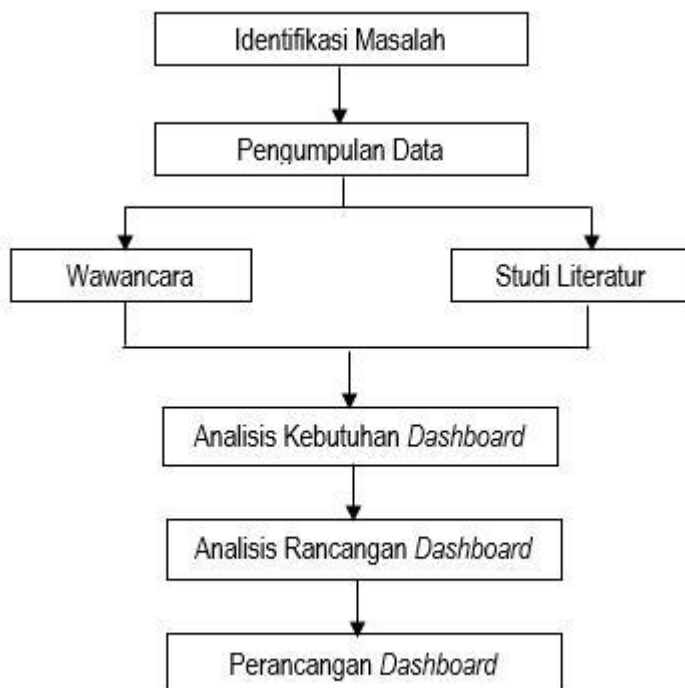 Identifikasi Masalah
Pengumpulan Data
Wawancara
Studi Literatur
Analisis Kebutuhan Dashboard
Analisis Rancangan Dashboard
Perancangan Dashboard